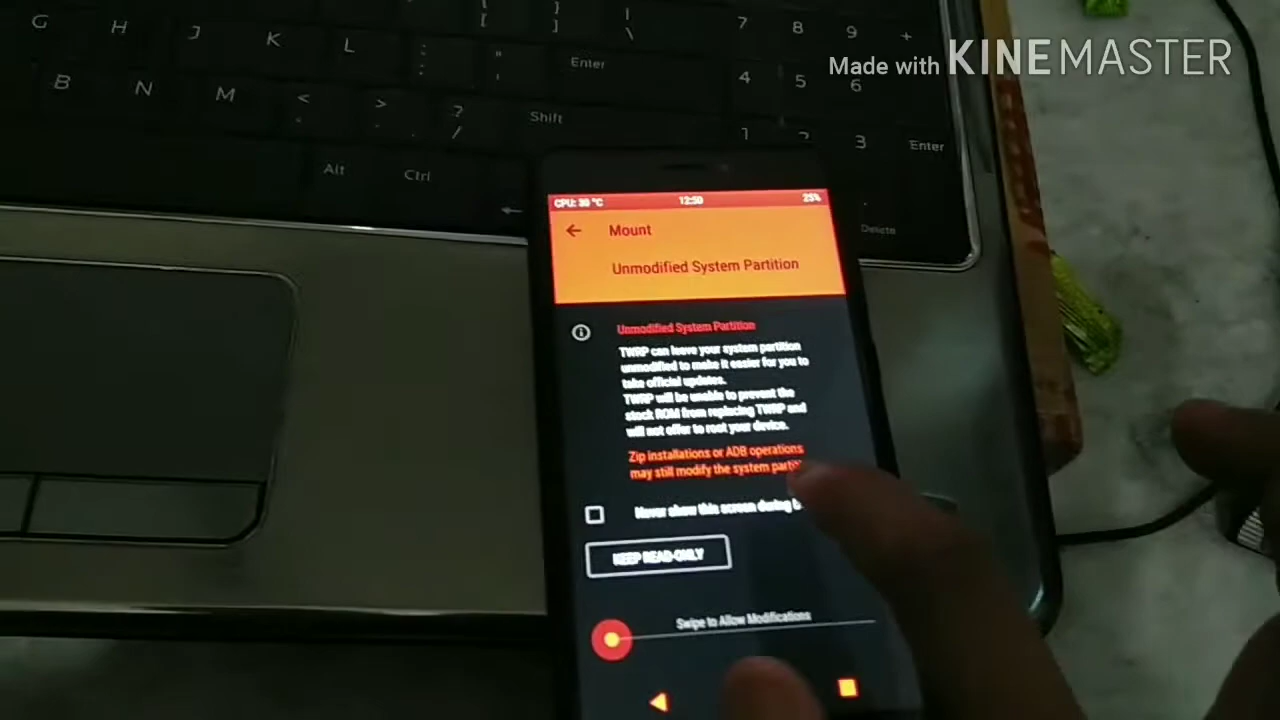 Made with KINEMASTER
G H J K L : ; " ' Enter
[ { ] } | \ 7 8 9 +
B N M < > ? / Shift 4 5 6
Alt Ctrl 1 2 3 Enter
Delete
CPU: 30 °C 12:50 25%
Mount
Unmodified System Partition
Unmodified System Partition
TWRP can leave your system partition
unmodified to make it easier for you to
take official updates.
TWRP will be unable to prevent the
stock ROM from replacing TWRP and
will not offer to root your device.
Zip installations or ADB operations
may still modify the system
Never show this screen during
KEEP READ-ONLY
Swipe to Allow Modifications